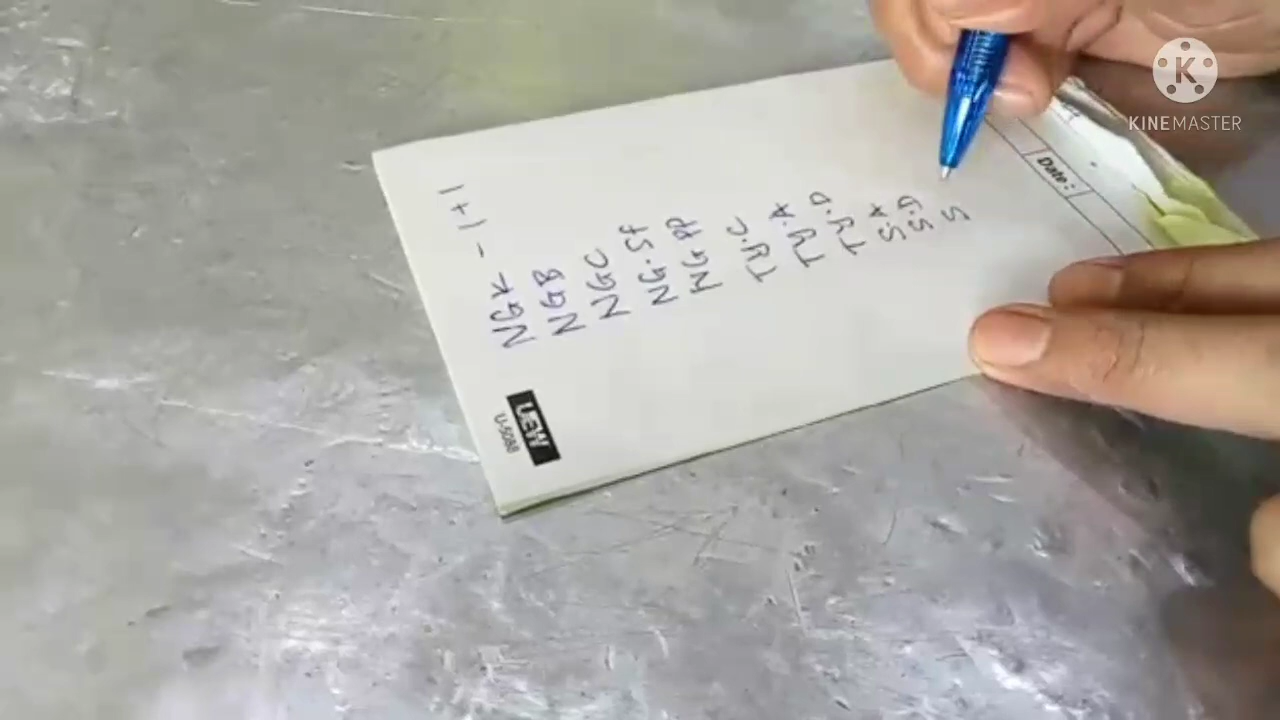 Date:
S
S.D
S.A
TY.D
TY.A
TY.C
NG PP
NG.SF
NGC
NGB
NGK - 1+1
UEW
U-5088
KINEMASTER